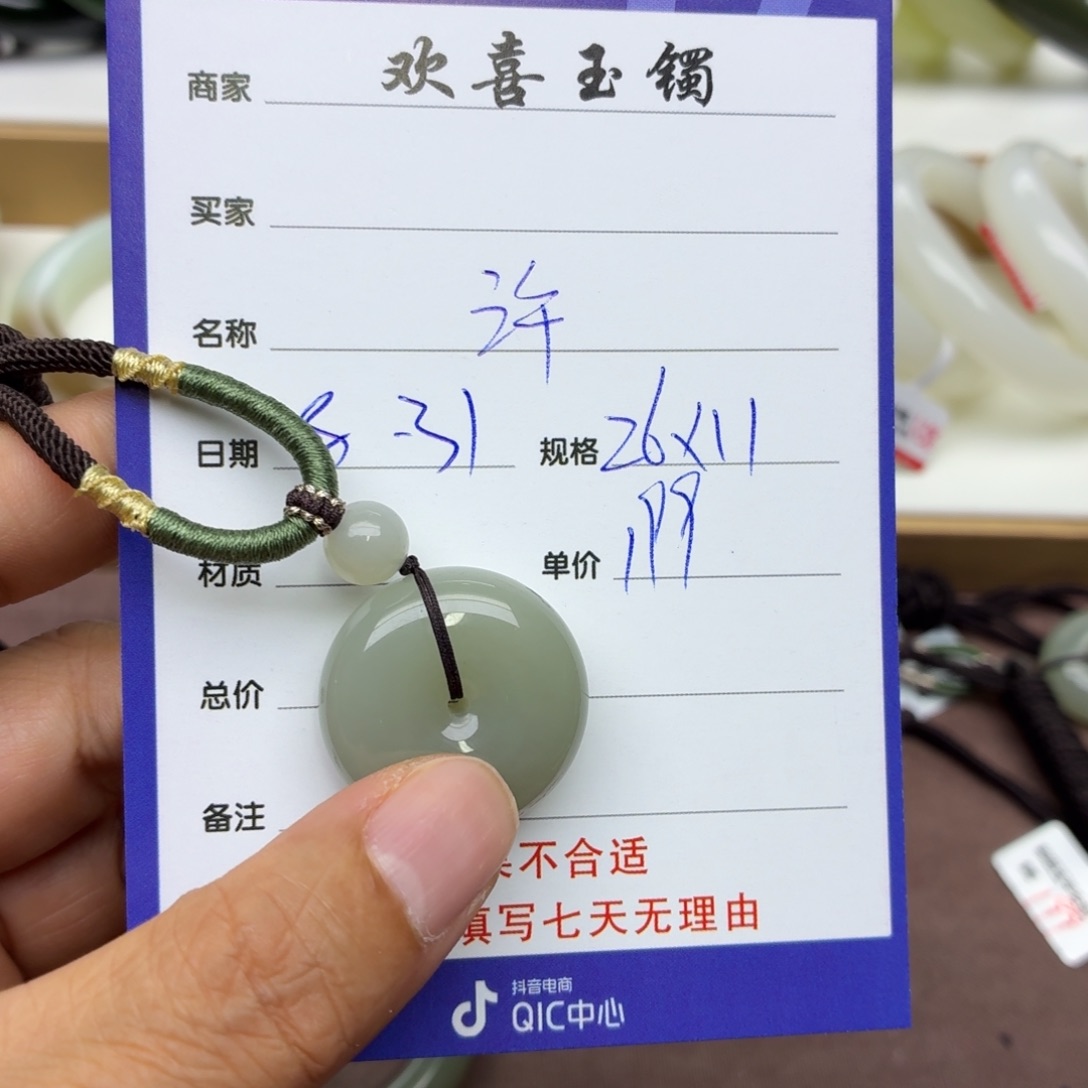 商家 欢喜玉镯
买家
名称 许
日期 8-31 规格 26x11
材质 单价 199
总价
备注
不合适
填写七天无理由
抖音电商
QIC中心